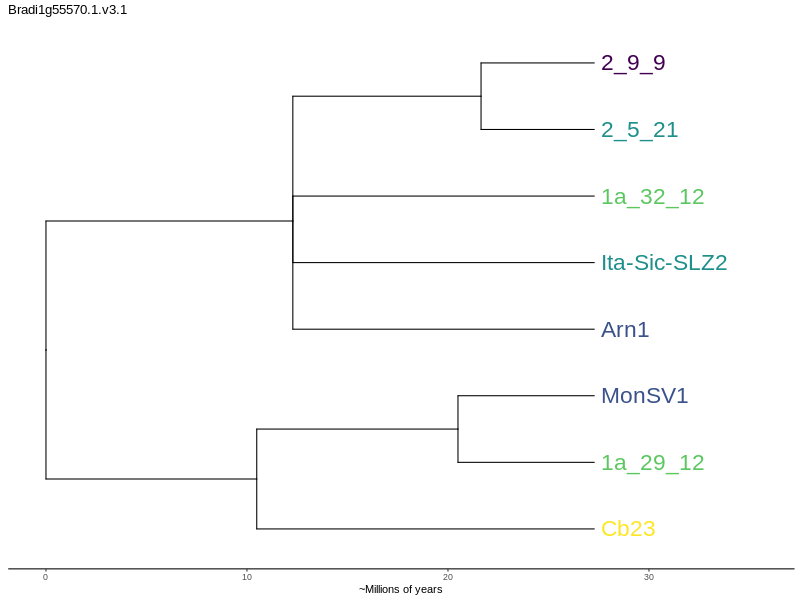 Bradi1g55570.1.v3.1
2_9_9
2_5_21
1a_32_12
Ita-Sic-SLZ2
Arn1
MonSV1
1a_29_12
Cb23
0 10 20 30
~Millions of years